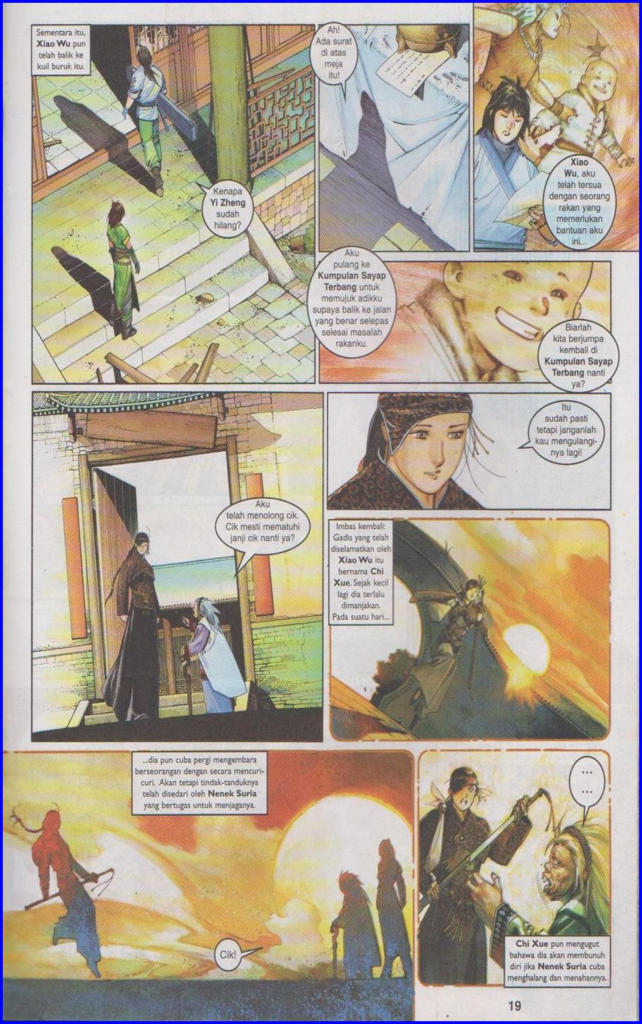 Sementara itu,
Xiao Wu pun
telah balik ke
kuil buruk itu.
Kenapa
Yi Zheng
sudah
hilang?
Ah!
Ada surat
di atas
meja
itu!
Xiao
Wu, aku
telah tersua
dengan seorang
rakan yang
memerlukan
bantuan aku
ini...
Aku
pulang ke
Kumpulan Sayap
Terbang untuk
memujuk adikku
supaya balik ke jalan
yang benar selepas
selesai masalah
rakanku.
Biarlah
kita berjumpa
kembali di
Kumpulan Sayap
Terbang nanti
ya?
Aku
telah menolong cik.
Cik mesti mematuhi
janji cik nanti ya?
Itu
sudah pasti
tetapi janganlah
kau mengulangi-
nya lagi!
Imbas kembali:
Gadis yang telah
diselamatkan oleh
Xiao Wu itu
bernama Chi
Xue. Sejak kecil
lagi dia terlalu
dimanjakan.
Pada suatu hari...
...dia pun cuba pergi mengembara
berseorangan dengan secara mencuri-
curi. Akan tetapi tindak-tanduknya
telah disedari oleh Nenek Suria
yang bertugas untuk menjaganya.
Cik!
...
...
Chi Xue pun mengugut
bahawa dia akan membunuh
diri jika Nenek Suria cuba
menghalang dan menahannya.
19